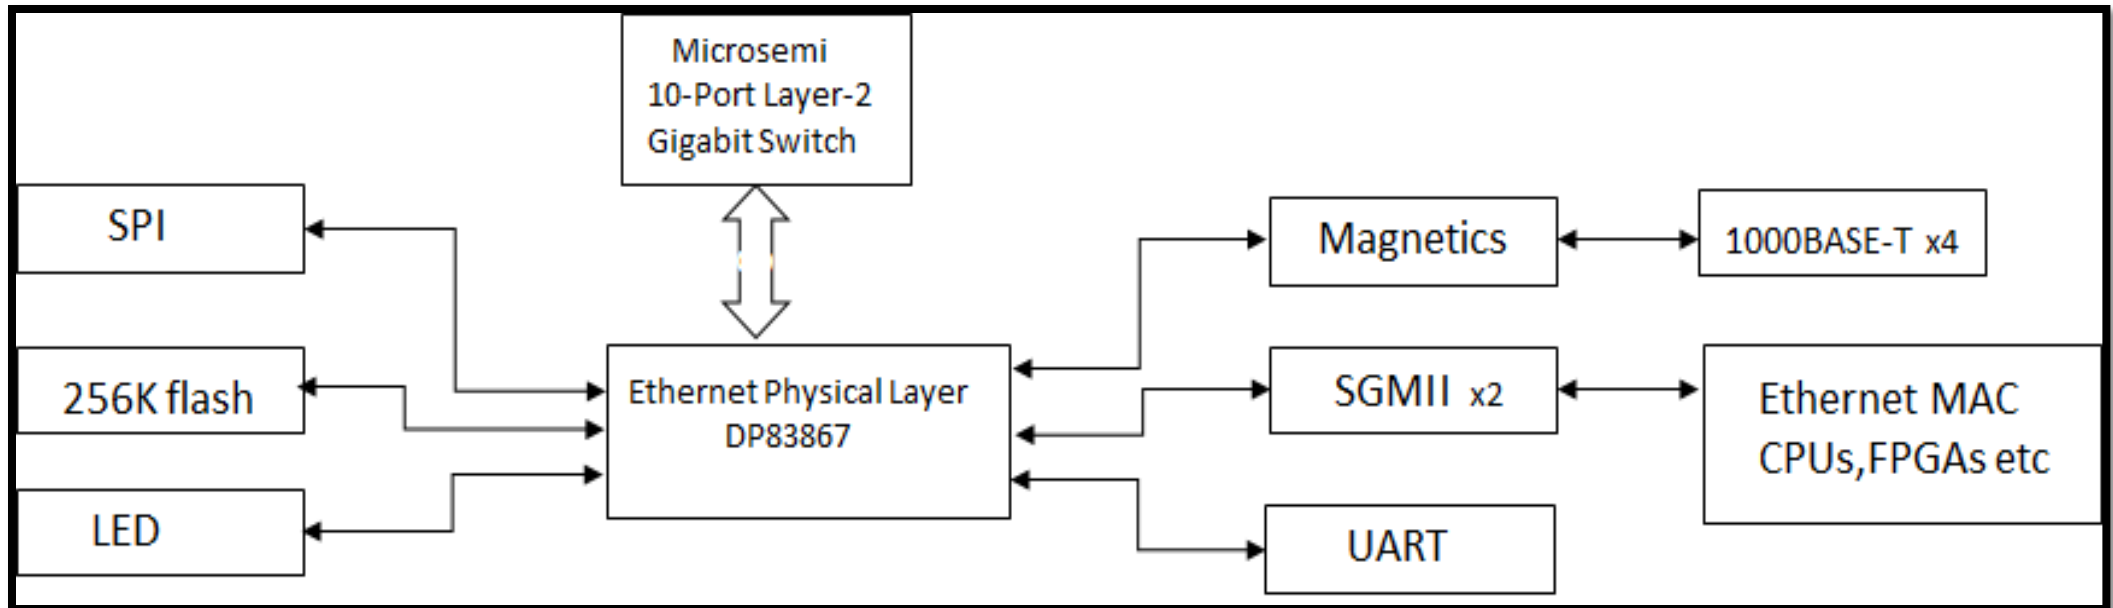 Microsemi
10-Port Layer-2
Gigabit Switch
SPI
256K flash
LED
Ethernet Physical Layer
DP83867
Magnetics
1000BASE-T x4
SGMII x2
Ethernet MAC
CPUs,FPGAs etc
UART